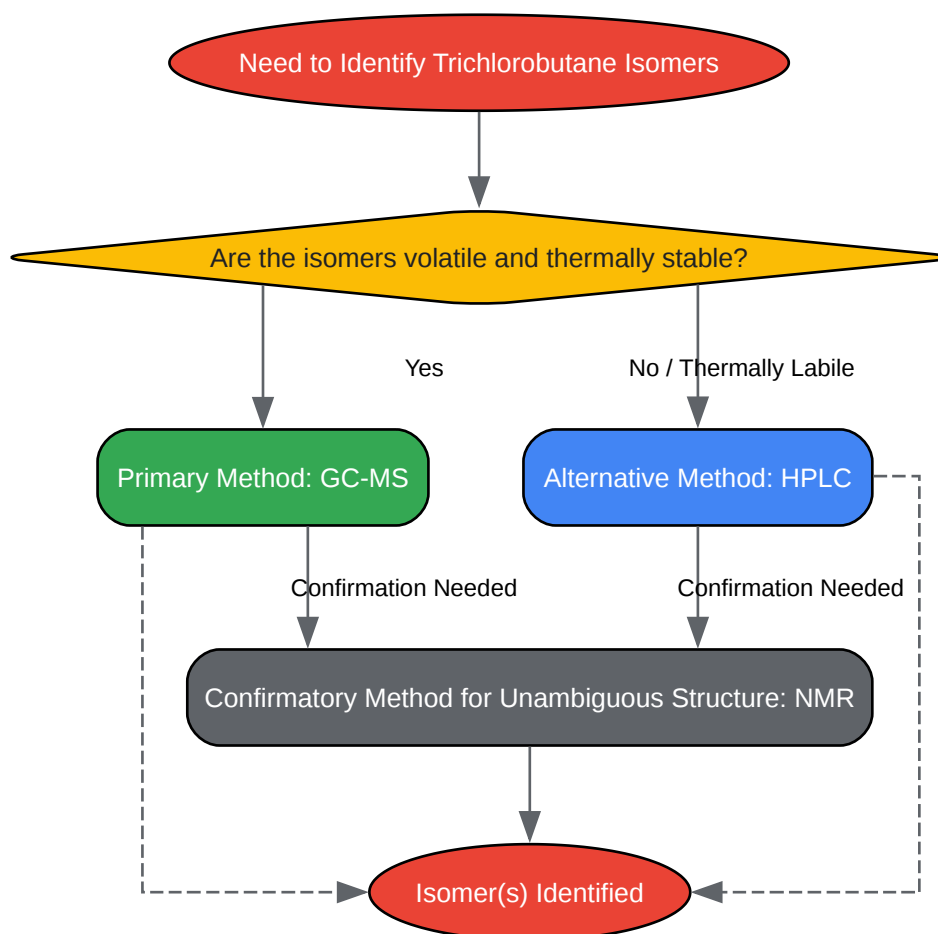 Need to Identify Trichlorobutane Isomers
Are the isomers volatile and thermally stable?
Yes
No / Thermally Labile
Primary Method: GC-MS
Alternative Method: HPLC
Confirmation Needed
Confirmation Needed
Confirmatory Method for Unambiguous Structure: NMR
Isomer(s) Identified